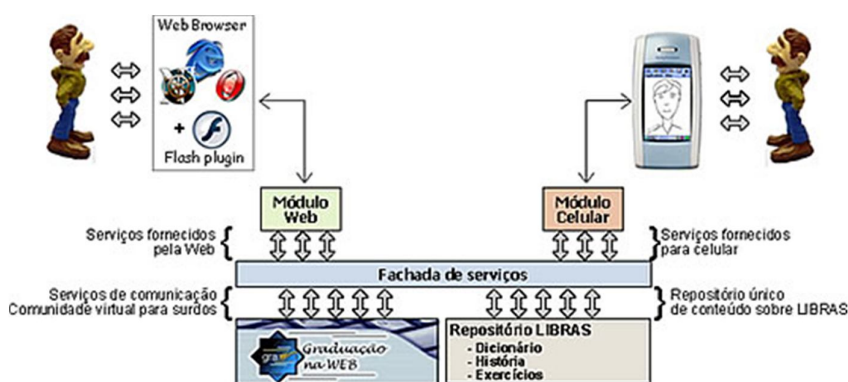 Web Browser
+
Flash plugin
Módulo
Web
Módulo
Celular
Serviços fornecidos
pela Web
Serviços fornecidos
para celular
Fachada de serviços
Serviços de comunicação
Comunidade virtual para surdos
Repositório único
de conteúdo sobre LIBRAS
Graduação
na WEB
Repositório LIBRAS
- Dicionário
- História
- Exercícios